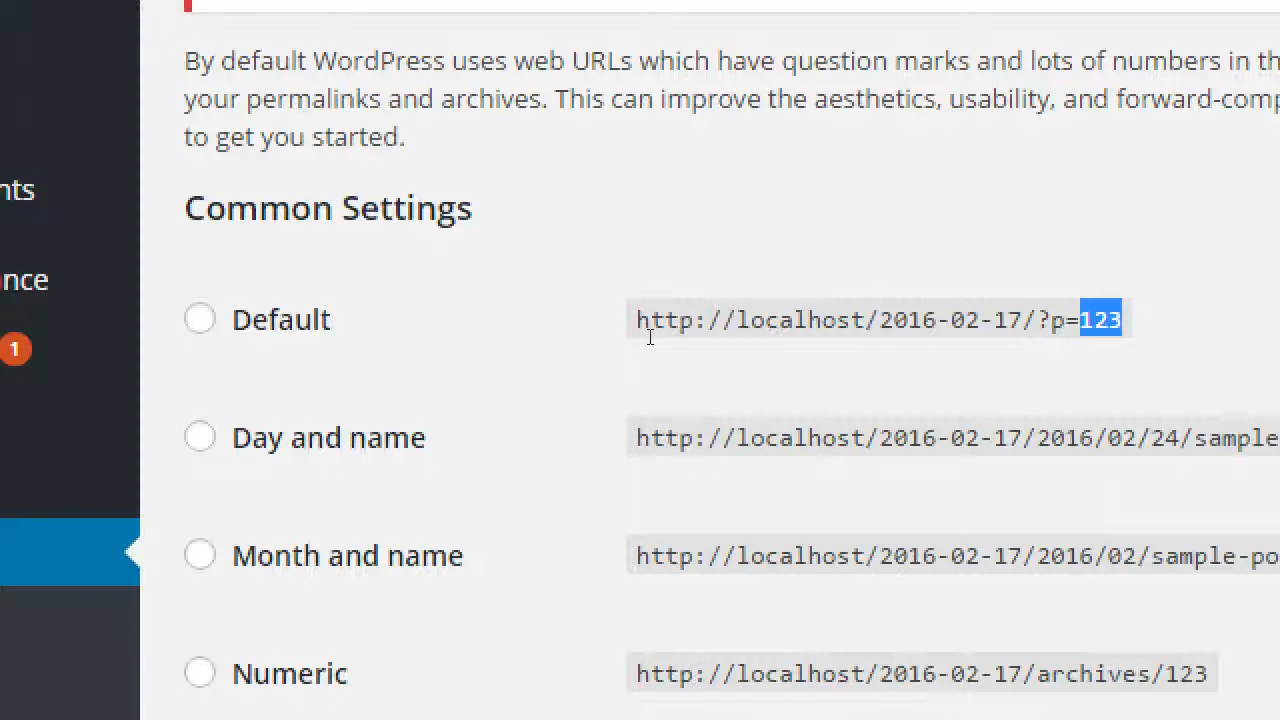 By default WordPress uses web URLs which have question marks and lots of numbers in th
your permalinks and archives. This can improve the aesthetics, usability, and forward-comp
to get you started.
nts
Common Settings
ance
Default http://localhost/2016-02-17/?p=123
1
Day and name http://localhost/2016-02-17/2016/02/24/sample
Month and name http://localhost/2016-02-17/2016/02/sample-po
Numeric http://localhost/2016-02-17/archives/123